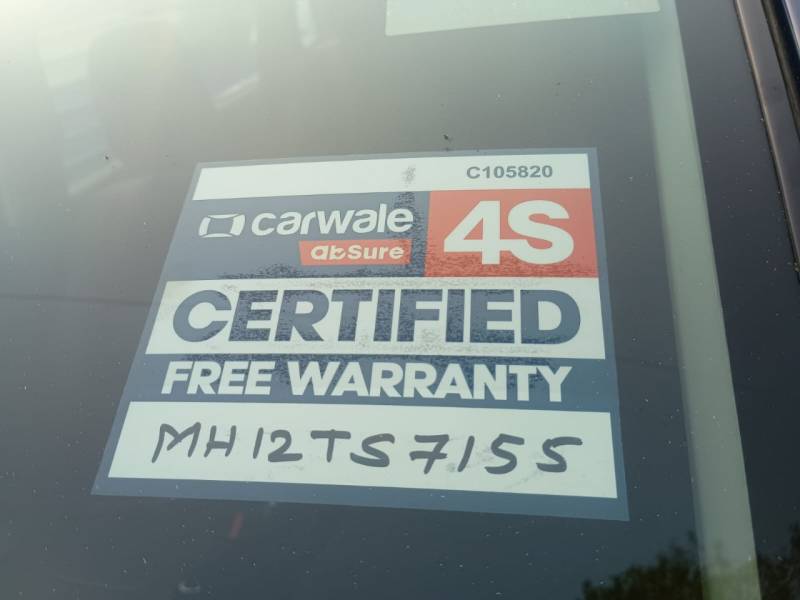 C105820
carwale
abSure
4S
CERTIFIED
FREE WARRANTY
MH12TS7155